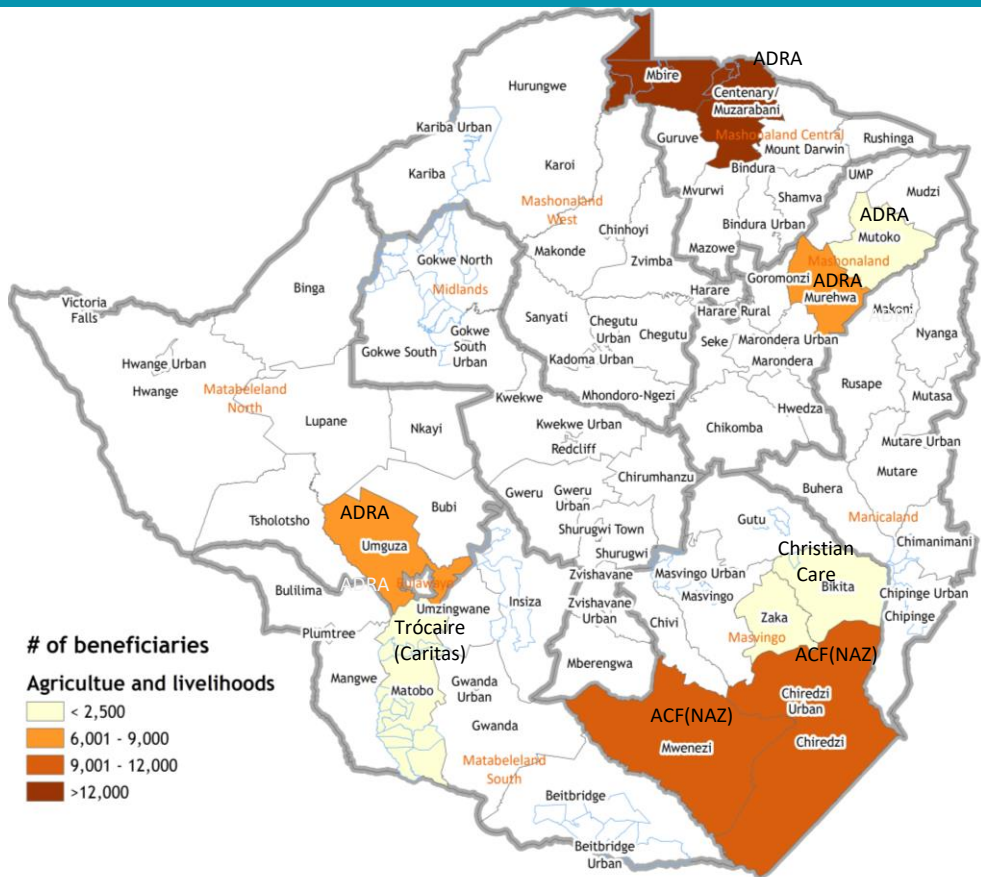 ADRA
Mbire
Hurungwe
Centenary/
Muzarabani
Kariba Urban
Guruve
Mashonaland Central
Mount Darwin
Rushinga
Kariba
Karoi
Bindura
UMP
Mvurwi
Shamva
Mudzi
Mashonaland
West
ADRA
Bindura Urban
Mutoko
Chinhoyi
Makonde
Mazowe
Gokwe North
Zvimba
Mashonaland
Goromonzi
ADRA
Binga
Midlands
Harare
Murehwa
Makoni
Victoria
Falls
Harare Rural
Sanyati
Chegutu
Urban
Chegutu
Nyanga
Gokwe
South
Urban
Seke
Marondera Urban
Gokwe South
Kadoma Urban
Marondera
Hwange Urban
Hwange
Rusape
Matabeleland
North
Kwekwe
Mhondoro-Ngezi
Mutasa
Hwedza
Lupane
Nkayi
Kwekwe Urban
Chikomba
Redcliff
Mutare Urban
Mutare
Chirumhanzu
Gweru
Gweru
Urban
Buhera
ADRA
Bubi
Tsholotsho
Gutu
Manicaland
Shurugwi Town
Umguza
Chimanimani
Shurugwi
Christian
Care
Zvishavane
Masvingo Urban
ADRA
Bulawayo
Bulilima
Bikita
Chipinge Urban
Umzingwane
Insiza
Masvingo
Zvishavane
Urban
Chipinge
Zaka
Chivi
Plumtree
Trócaire
(Caritas)
Masvingo
ACF(NAZ)
# of beneficiaries
Mberengwa
Mangwe
Agricultue and livelihoods
Matobo
Gwanda
Urban
Chiredzi
Urban
< 2,500
ACF(NAZ)
Gwanda
6,001 - 9,000
Mwenezi
Chiredzi
9,001 - 12,000
Matabeleland
South
>12,000
Beitbridge
Beitbridge
Urban